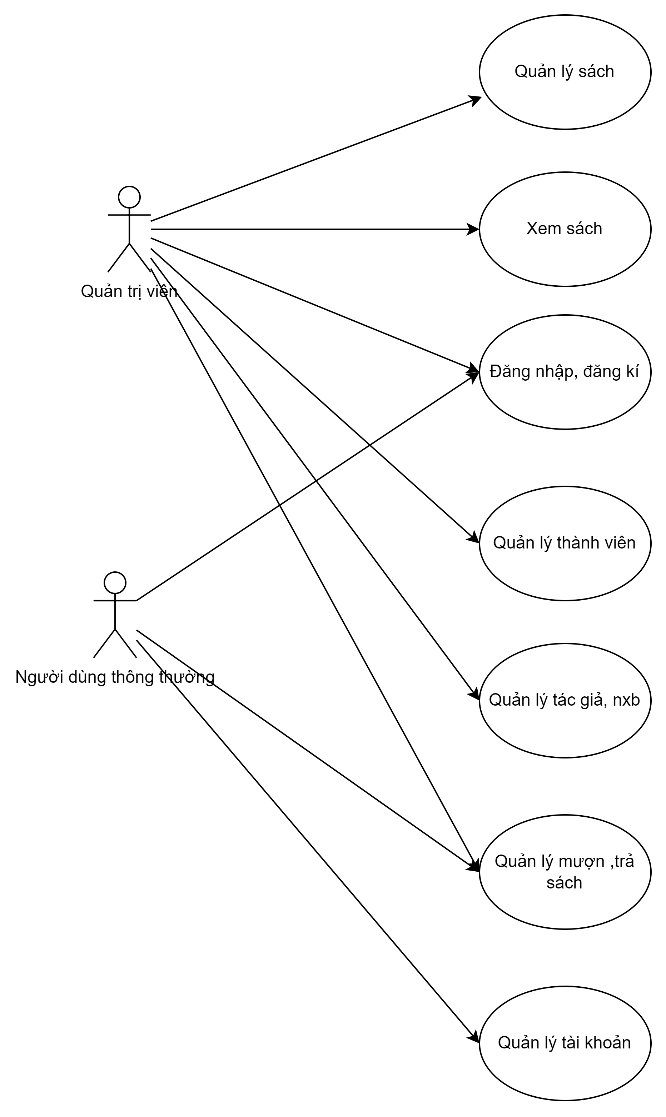 Quản lý sách
Xem sách
Quản trị viên
Đăng nhập, đăng kí
Quản lý thành viên
Người dùng thông thường
Quản lý tác giả, nxb
Quản lý mượn ,trả
sách
Quản lý tài khoản